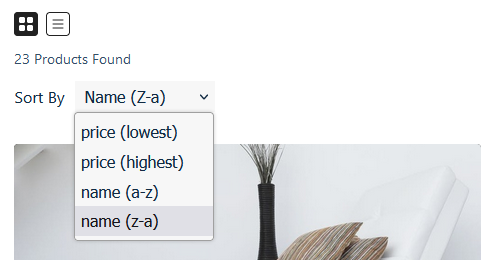 23 Products Found
Sort By Name (Z-a)
price (lowest)
price (highest)
name (a-z)
name (z-a)